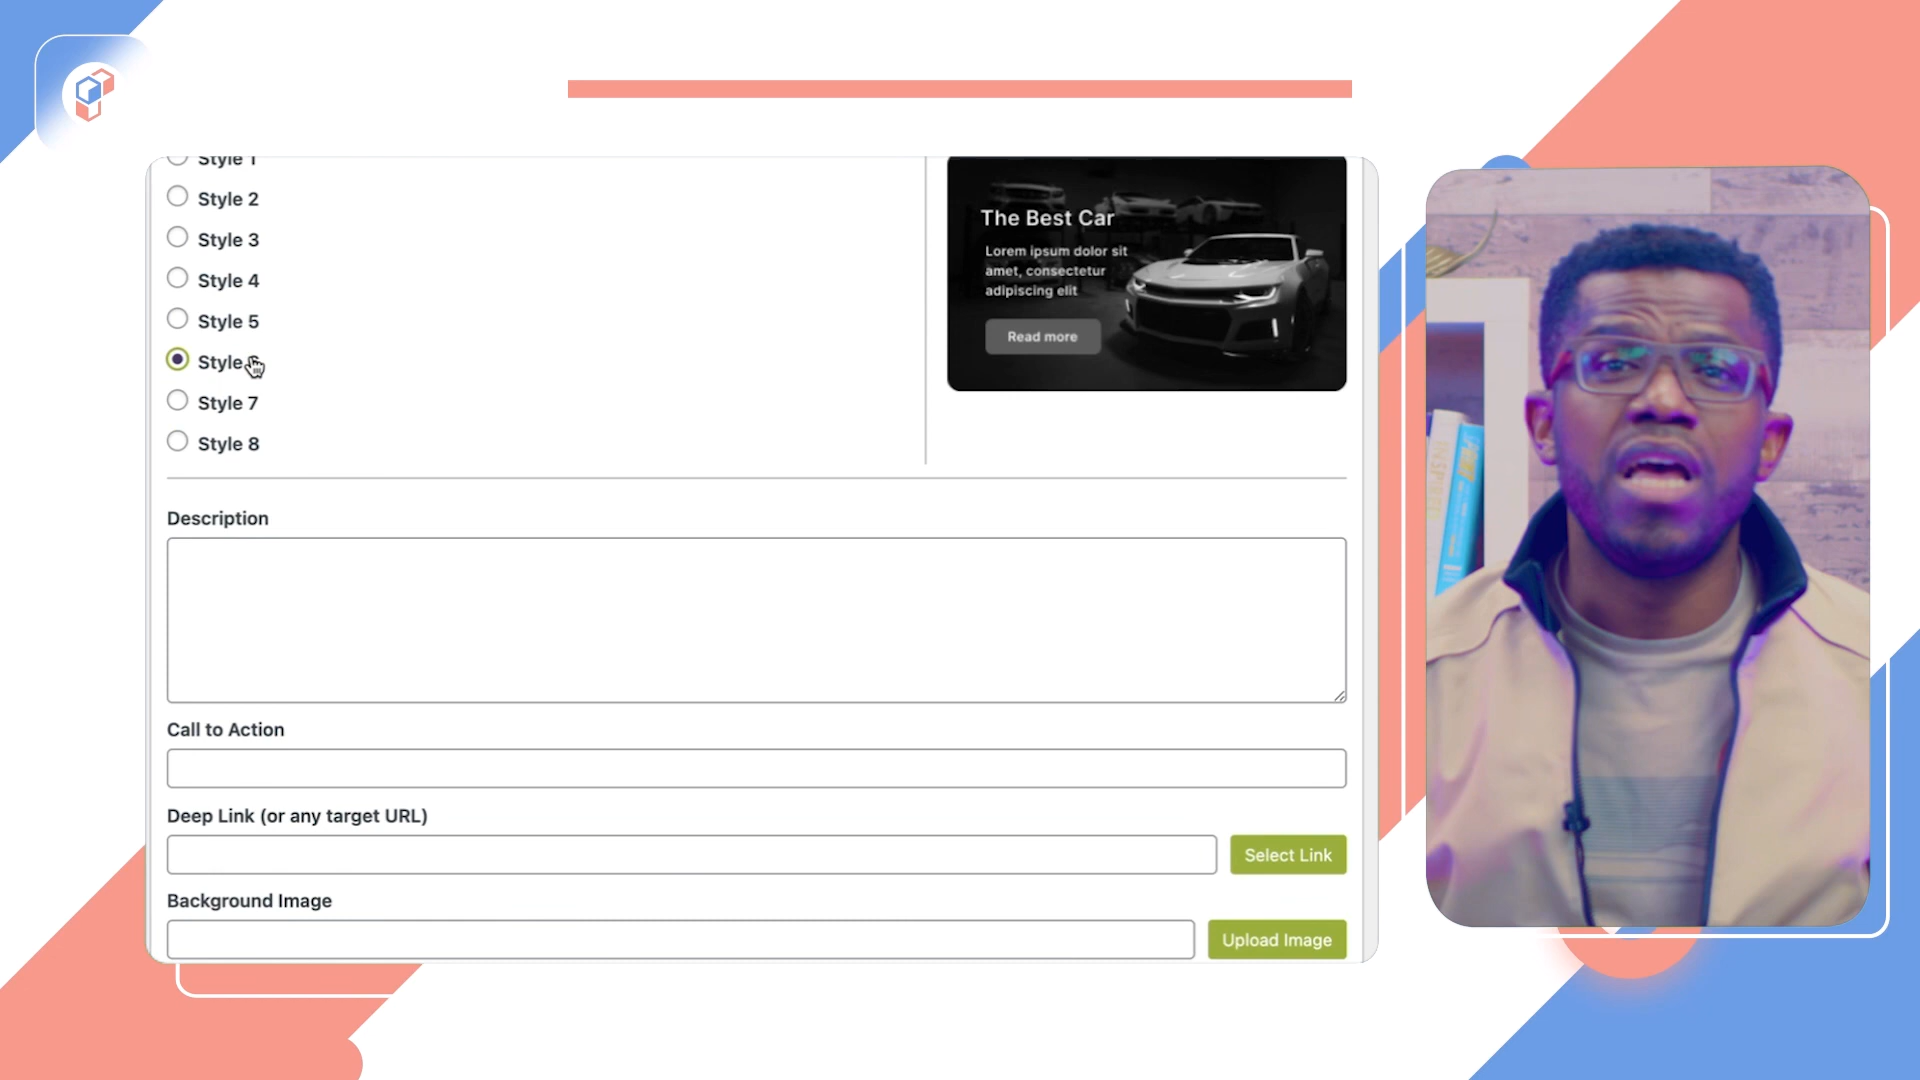 Style 1
Style 2
Style 3
Style 4
Style 5
Style
Style 7
Style 8
The Best Car
Lorem ipsum dolor sit
amet, consectetur
adipiscing elit
Read more
Description
Call to Action
Deep Link (or any target URL)
Select Link
Background Image
Upload Image